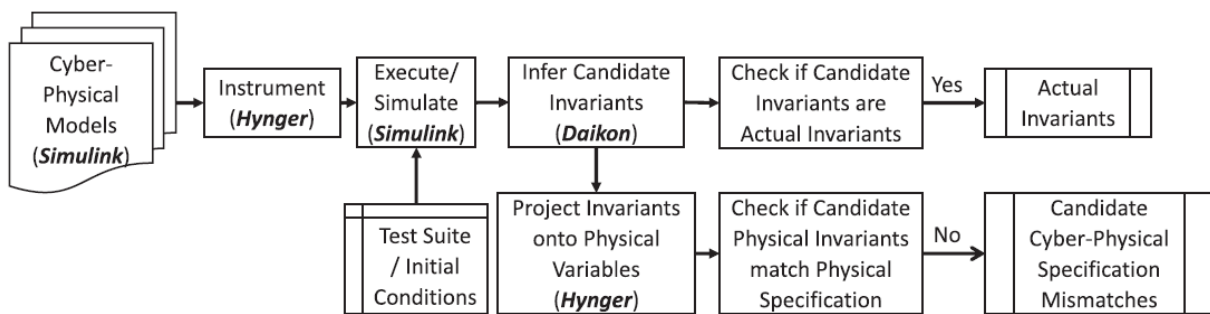 Cyber-
Physical
Models
(Simulink)
Instrument
(Hynger)
Execute/
Simulate
(Simulink)
Infer Candidate
Invariants
(Daikon)
Check if Candidate
Invariants are
Actual Invariants
Yes
Actual
Invariants
Test Suite
/ Initial
Conditions
Project Invariants
onto Physical
Variables
(Hynger)
Check if Candidate
Physical Invariants
match Physical
Specification
No
Candidate
Cyber-Physical
Specification
Mismatches